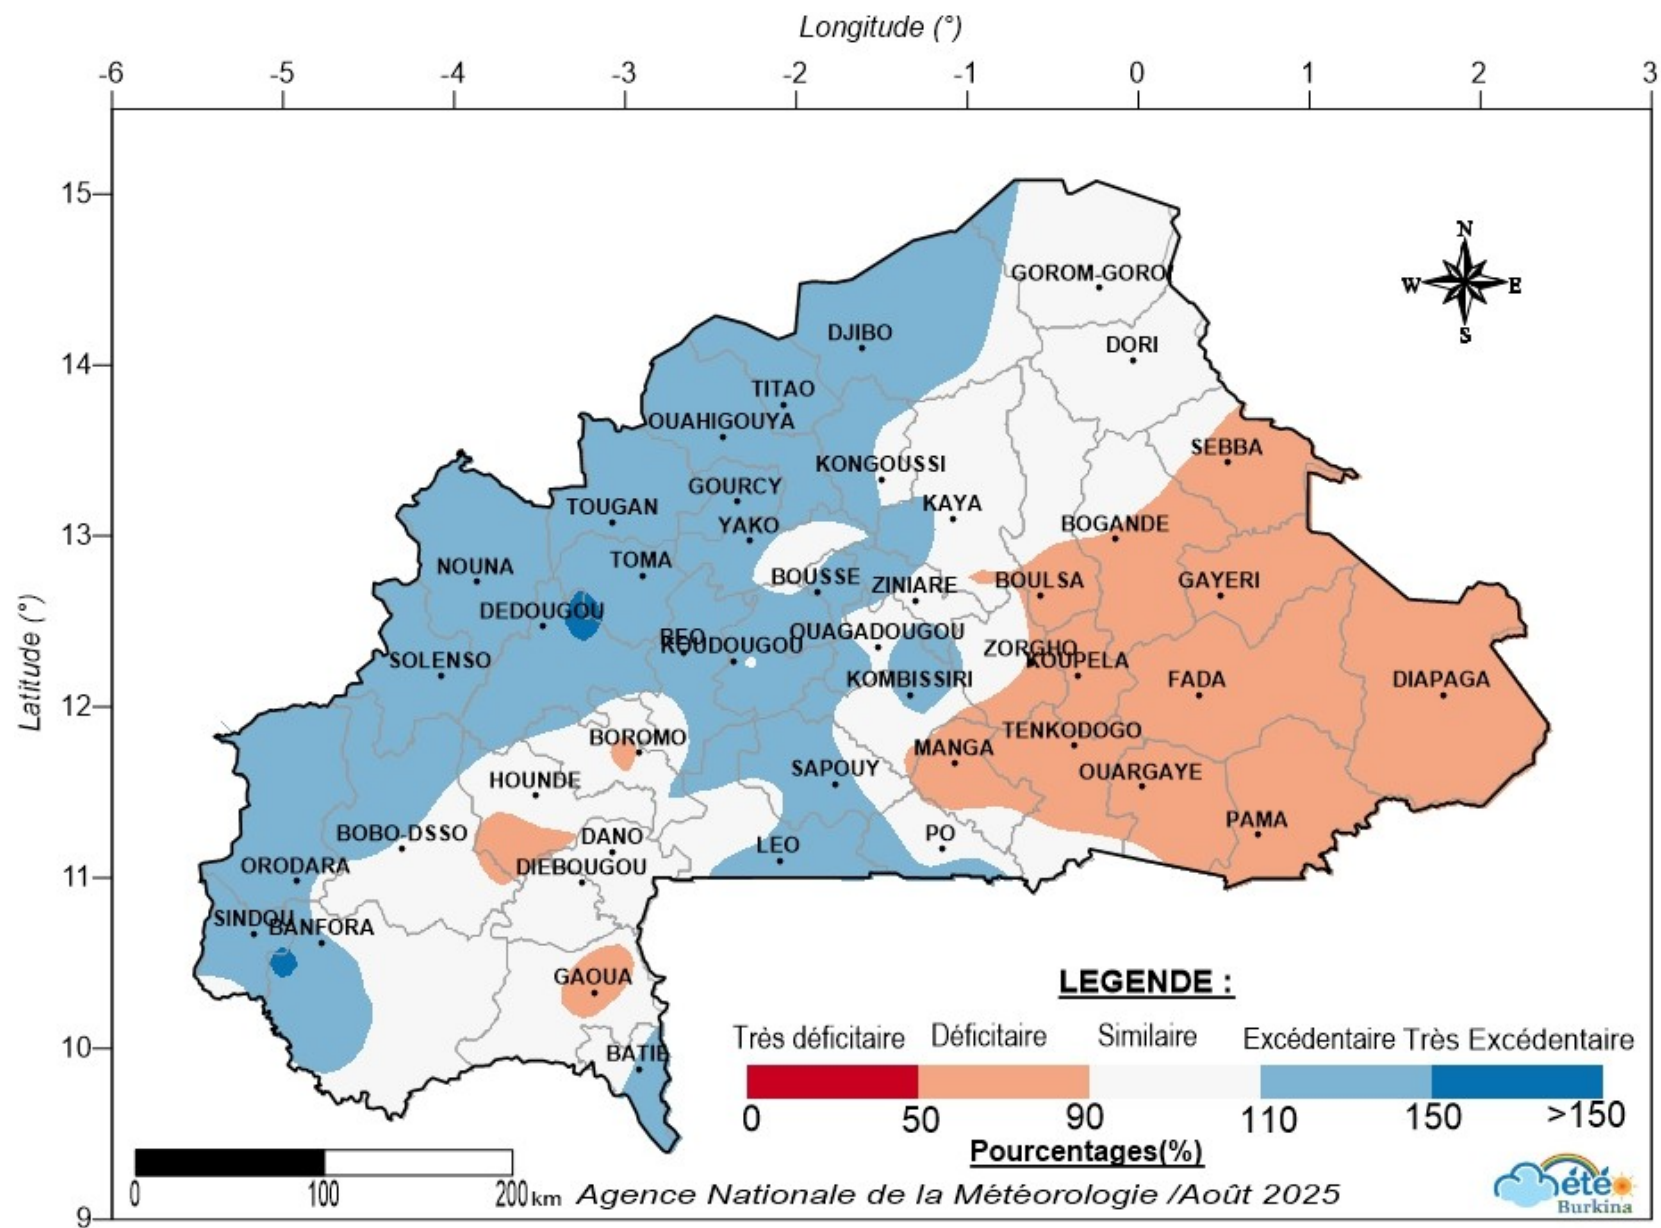 Longitude (°)
-6 -5 -4 -3 -2 -1 0 1 2 3
15
N
W E
S
GOROM-GORO
DJIBO
DORI
14
TITAO
OUAHIGOUYA
SEBBA
KONGOUSSI
GOURCY
TOUGAN
KAYA
YAKO
BOGANDE
13
TOMA
NOUNA
BOUSSE
ZINIARE
BOULSA
GAYERI
DEDOUGOU
Latitude (°)
REO
KOUDOUGOU
OUAGADOUGOU
ZORGHO
SOLENSO
KOUPELA
KOMBISSIRI
FADA
DIAPAGA
12
BOROMO
TENKODOGO
MANGA
SAPOUY
OUARGAYE
HOUNDE
PAMA
BOBO-DSSO
DANO
PO
LEO
ORODARA
DIEBOUGOU
11
SINDOU
BANFORA
GAOUA
LEGENDE :
Très déficitaire Déficitaire Similaire Excédentaire Très Excédentaire
10
BATIE
0 50 90 110 150 >150
Pourcentages(%)
0 100 200 km
Agence Nationale de la Météorologie /Août 2025
été
Burkina
9